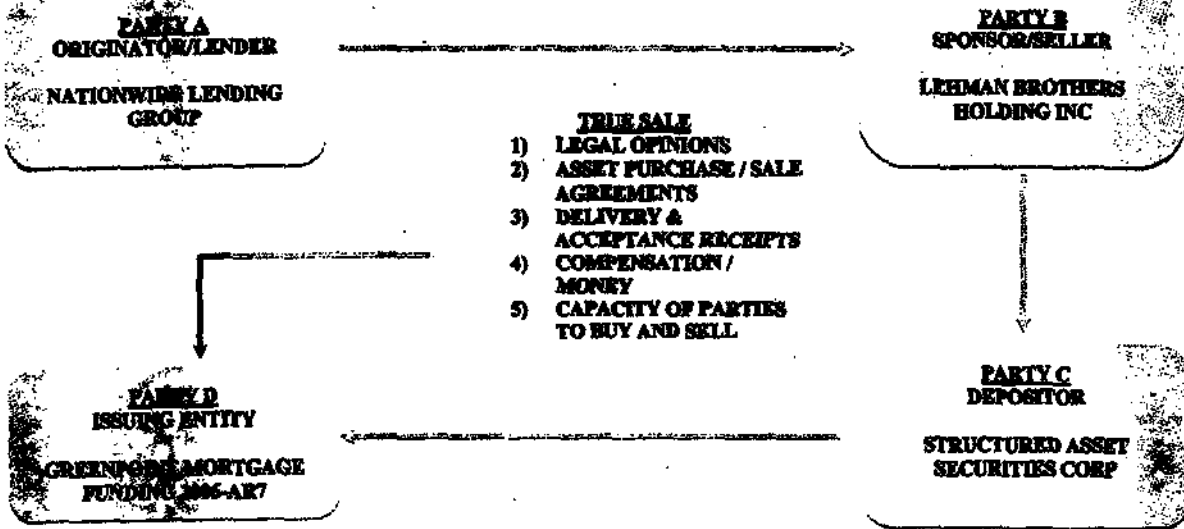 PARTY A
ORIGINATOR/LENDER
NATIONWIDE LENDING
GROUP
PARTY B
SPONSOR/SELLER
LEHMAN BROTHERS
HOLDING INC
TRUE SALE
1) LEGAL OPINIONS
2) ASSET PURCHASE / SALE
AGREEMENTS
3) DELIVERY &
ACCEPTANCE RECEIPTS
4) COMPENSATION /
MONEY
5) CAPACITY OF PARTIES
TO BUY AND SELL
PARTY D
ISSUING ENTITY
GREENPOINT MORTGAGE
FUNDING 2006-AR7
PARTY C
DEPOSITOR
STRUCTURED ASSET
SECURITIES CORP